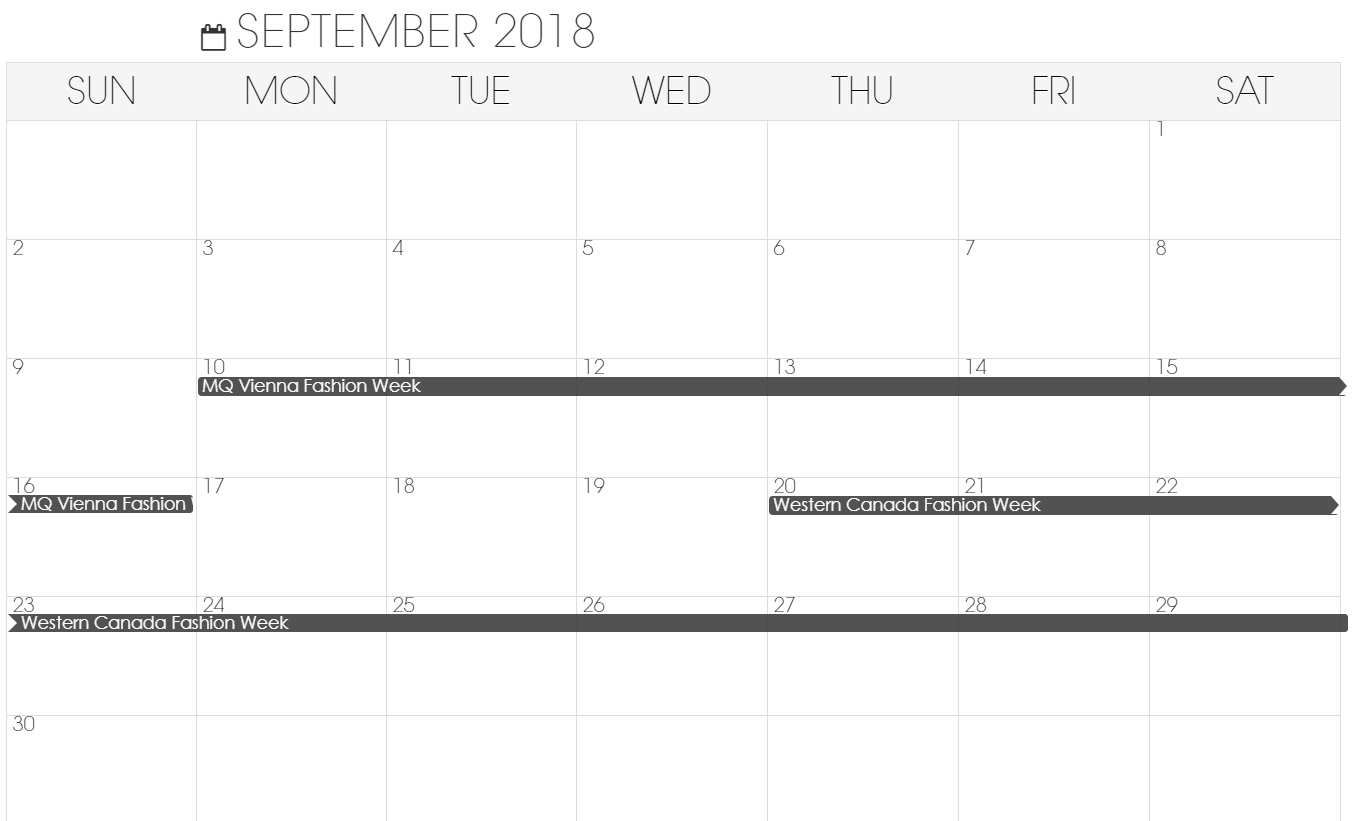 SEPTEMBER 2018
SUN MON TUE WED THU FRI SAT
1
2 3 4 5 6 7 8
9 10 11 12 13 14 15
MQ Vienna Fashion Week
16 17 18 19 20 21 22
MQ Vienna Fashion Western Canada Fashion Week
23 24 25 26 27 28 29
Western Canada Fashion Week
30